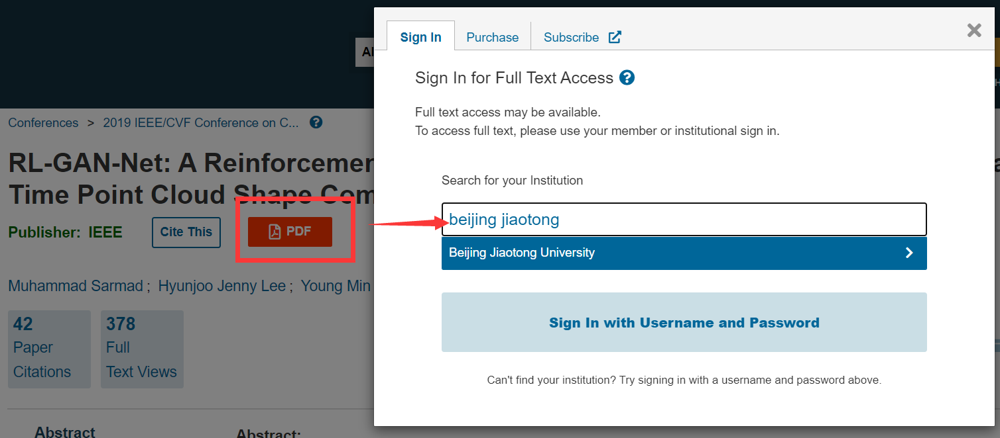 Sign In
Purchase
Subscribe
Sign In for Full Text Access
Full text access may be available.
To access full text, please use your member or institutional sign in.
Search for your Institution
beijing jiaotong
Beijing Jiaotong University
Sign In with Username and Password
Can't find your institution? Try signing in with a username and password above.
Conferences > 2019 IEEE/CVF Conference on C...
RL-GAN-Net: A Reinforcemen
Time Point Cloud Shape Com
Publisher: IEEE
Cite This
PDF
Muhammad Sarmad ; Hyunjoo Jenny Lee ; Young Min
42
Paper
Citations
378
Full
Text Views
Abstract
Abstract: